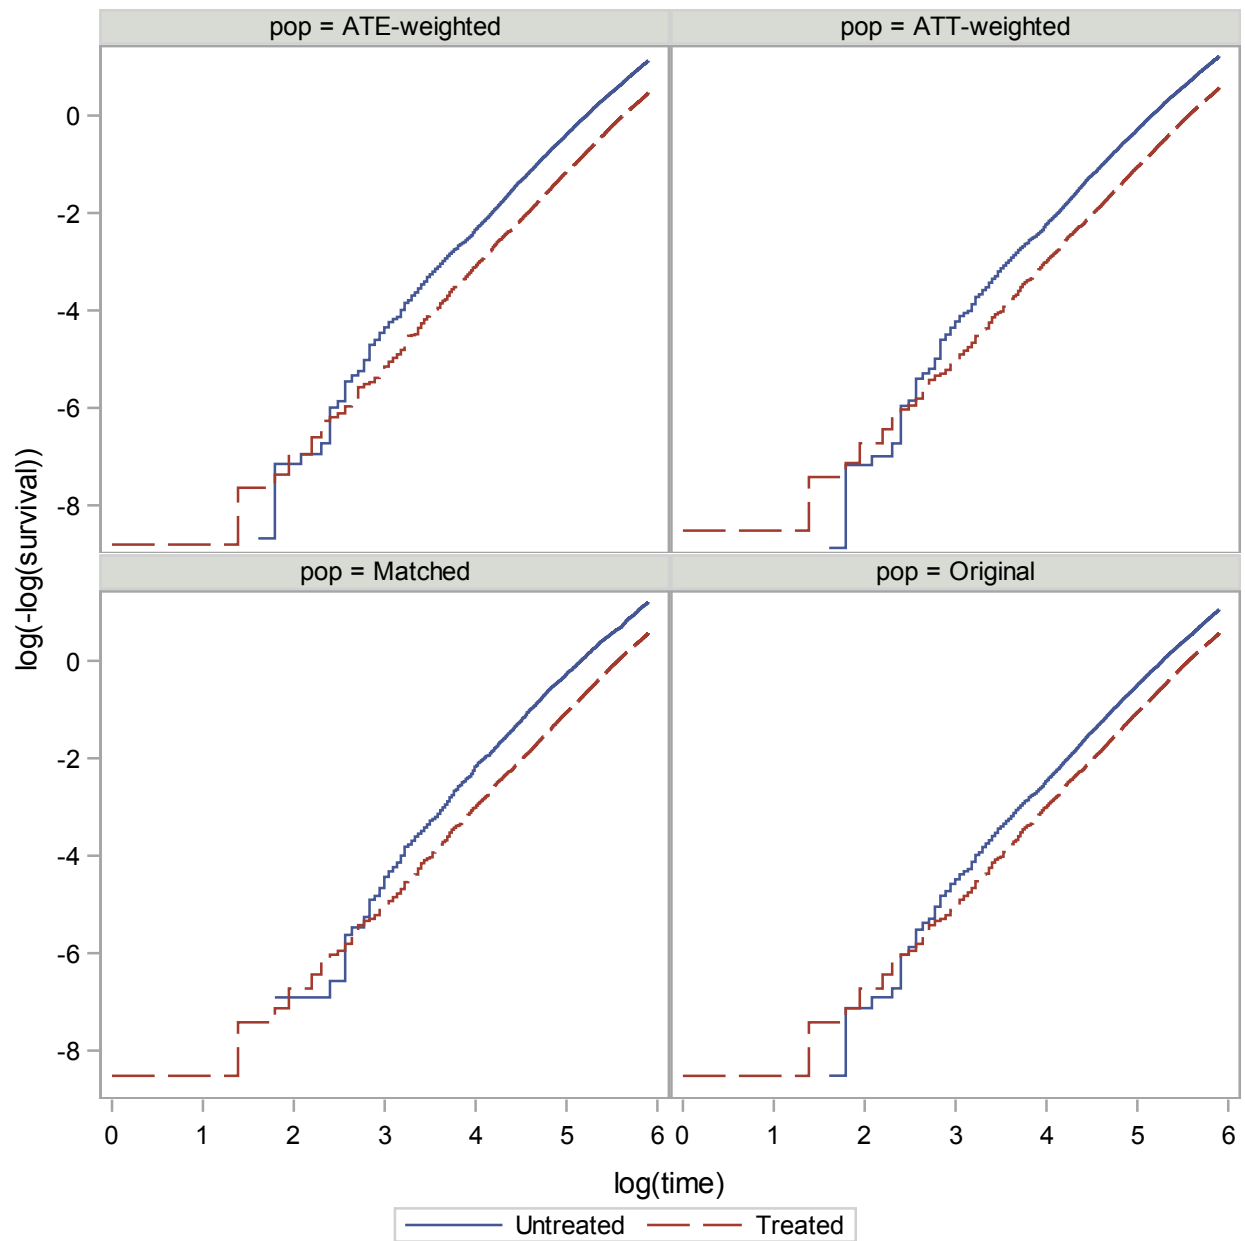 pop = ATE-weighted pop = ATT-weighted
0
-2
-4
-6
-8
log(-log(survival))
pop = Matched pop = Original
0
-2
-4
-6
-8
0 1 2 3 4 5 6 0 1 2 3 4 5 6
log(time)
Untreated Treated